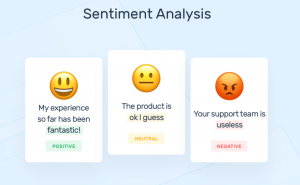 Sentiment Analysis
My experience
so far has been
fantastic!
POSITIVE
The product is
ok I guess
NEUTRAL
Your support team is
useless
NEGATIVE